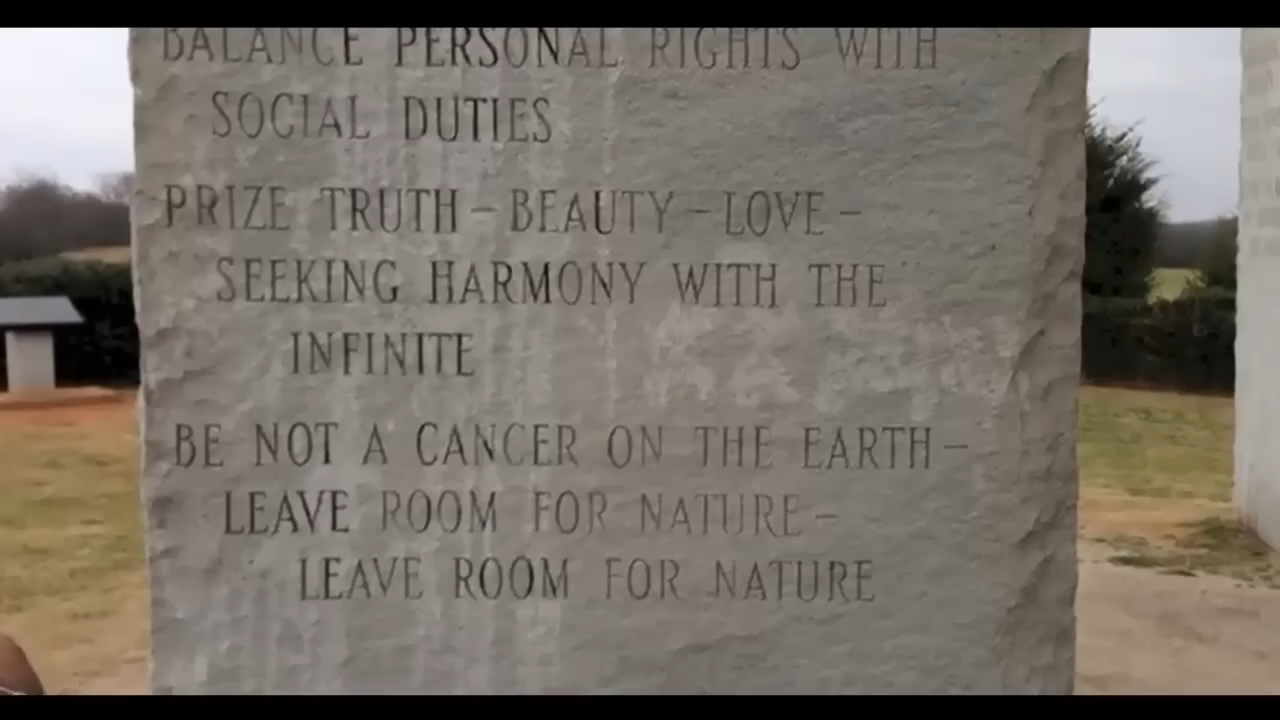 BALANCE PERSONAL RIGHTS WITH
SOCIAL DUTIES
PRIZE TRUTH – BEAUTY – LOVE –
SEEKING HARMONY WITH THE
INFINITE
BE NOT A CANCER ON THE EARTH –
LEAVE ROOM FOR NATURE –
LEAVE ROOM FOR NATURE